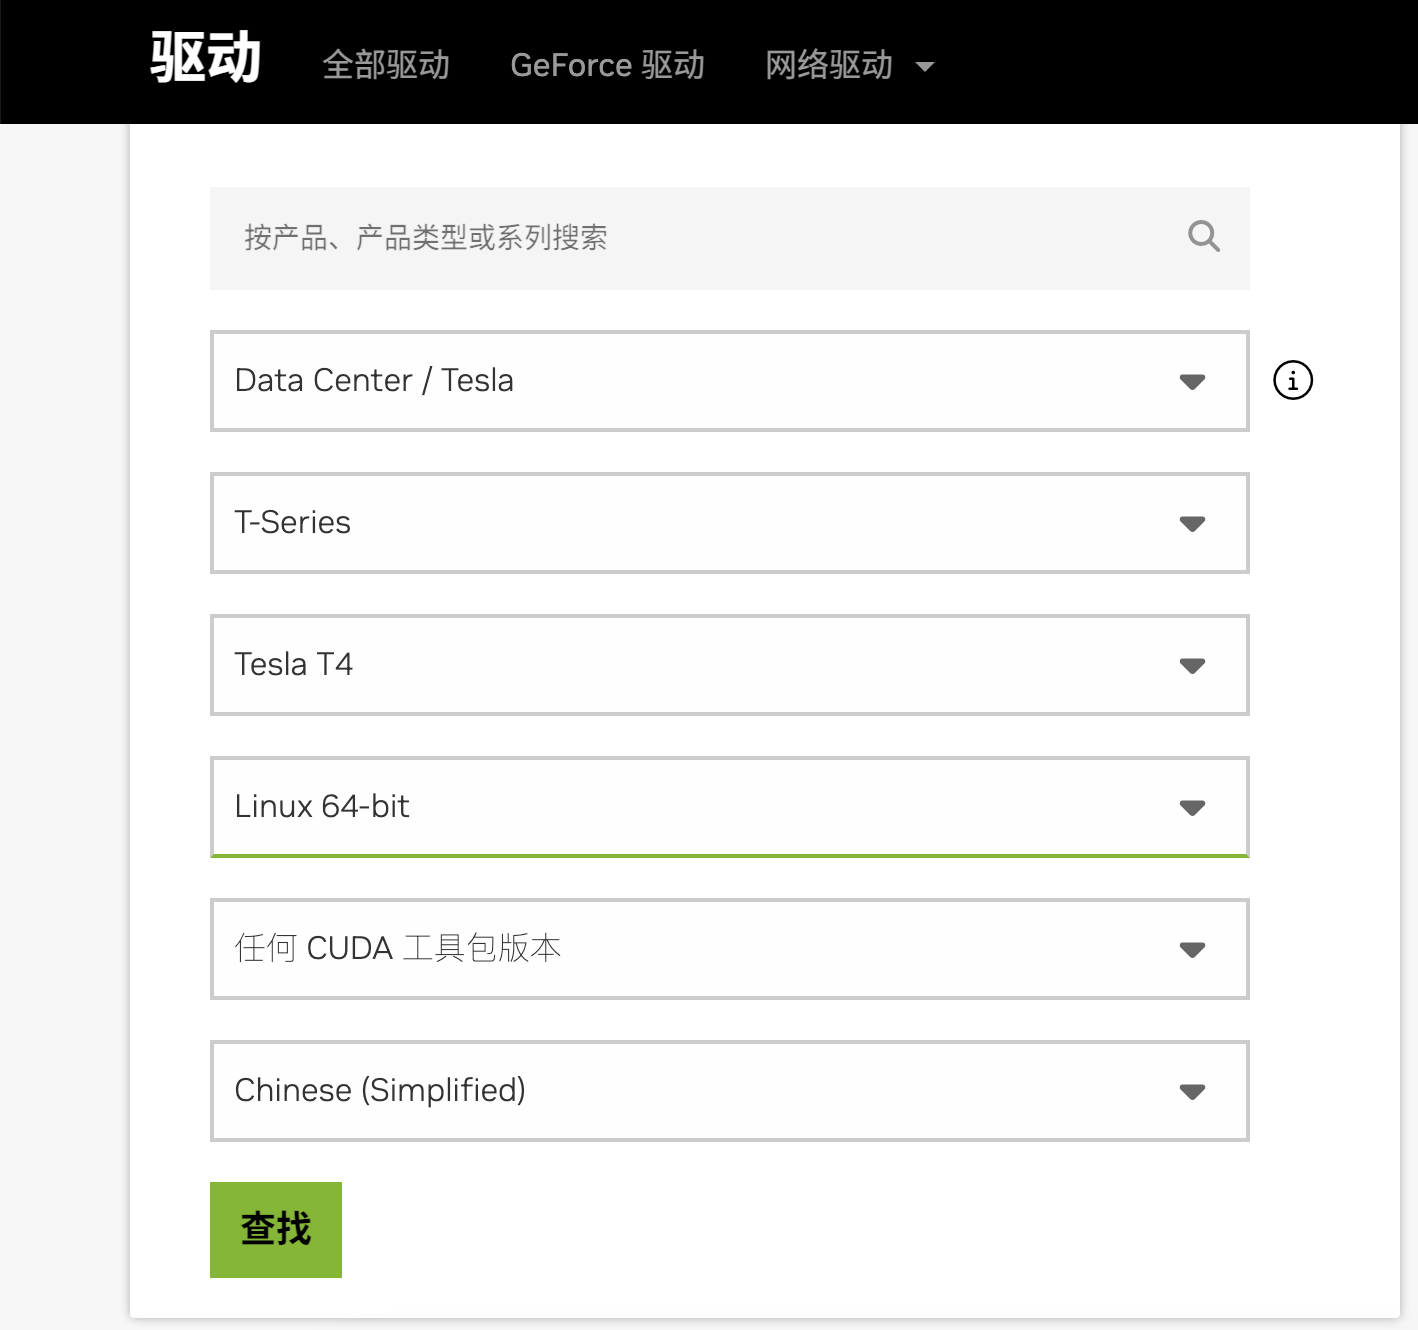 驱动 全部驱动 GeForce 驱动 网络驱动
按产品、产品类型或系列搜索
Data Center / Tesla
T-Series
Tesla T4
Linux 64-bit
任何 CUDA 工具包版本
Chinese (Simplified)
查找